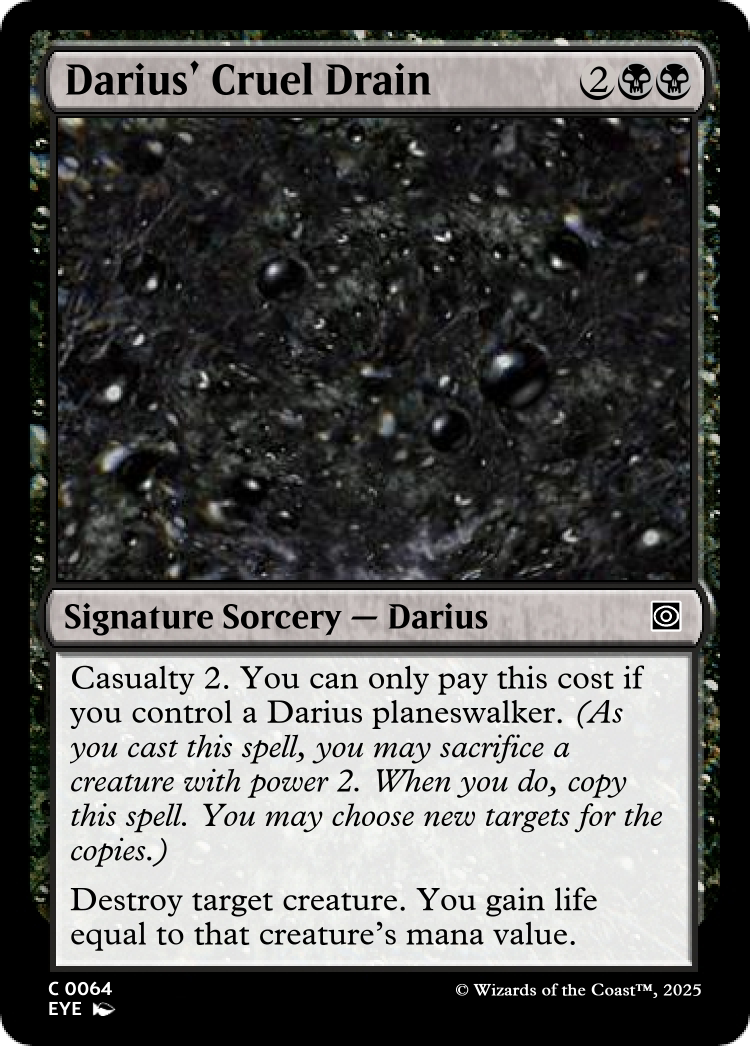 Darius' Cruel Drain 2
Signature Sorcery — Darius
Casualty 2. You can only pay this cost if
you control a Darius planeswalker. (As
you cast this spell, you may sacrifice a
creature with power 2. When you do, copy
this spell. You may choose new targets for the
copies.)
Destroy target creature. You gain life
equal to that creature's mana value.
C 0064
EYE
© Wizards of the Coast™, 2025